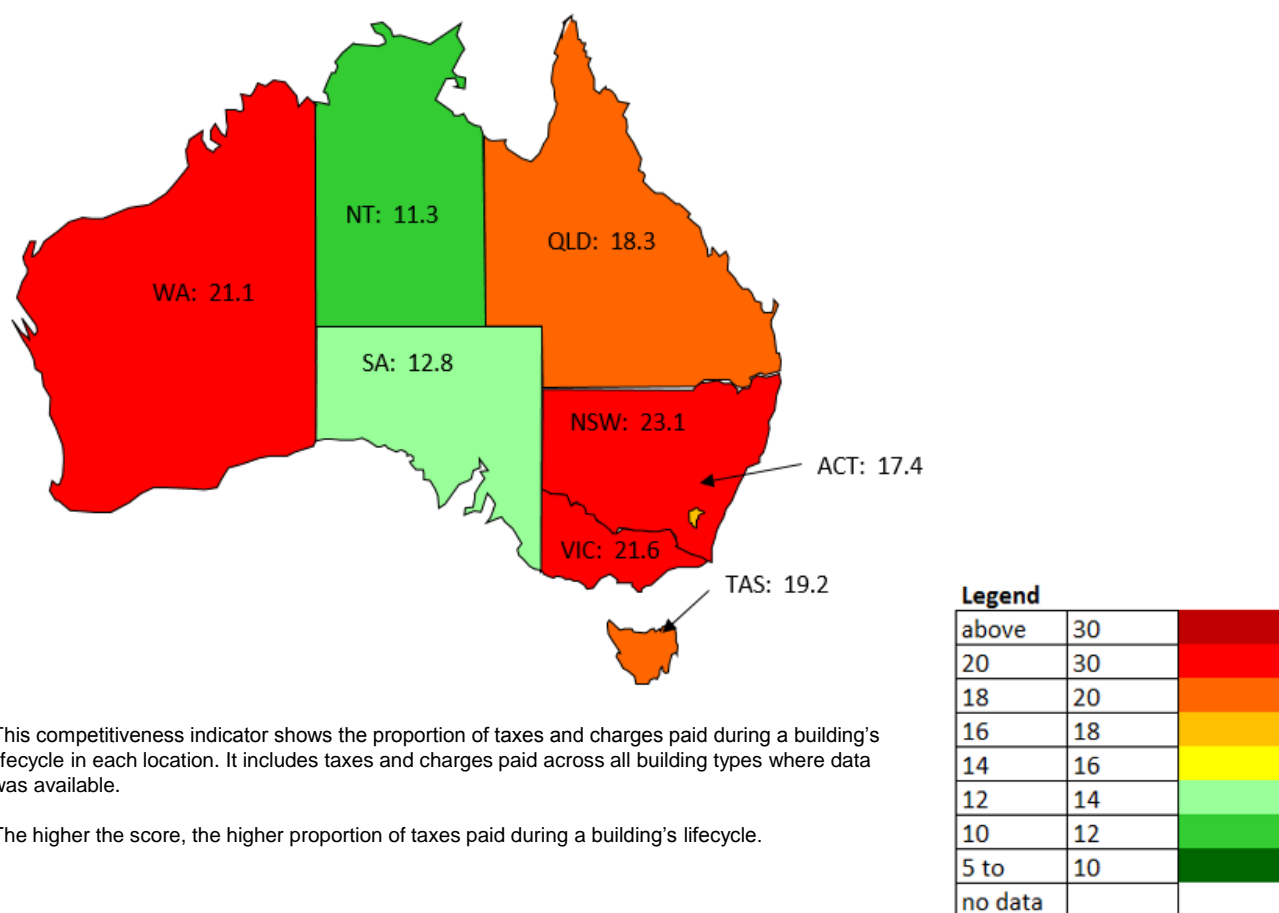 NT: 11.3
QLD: 18.3
WA: 21.1
SA: 12.8
NSW: 23.1
ACT: 17.4
VIC: 21.6
TAS: 19.2
Legend
above 30
20 30
18 20
16 18
14 16
12 14
10 12
5 to 10
no data
This competitiveness indicator shows the proportion of taxes and charges paid during a building's
lifecycle in each location. It includes taxes and charges paid across all building types where data
was available.
The higher the score, the higher proportion of taxes paid during a building's lifecycle.